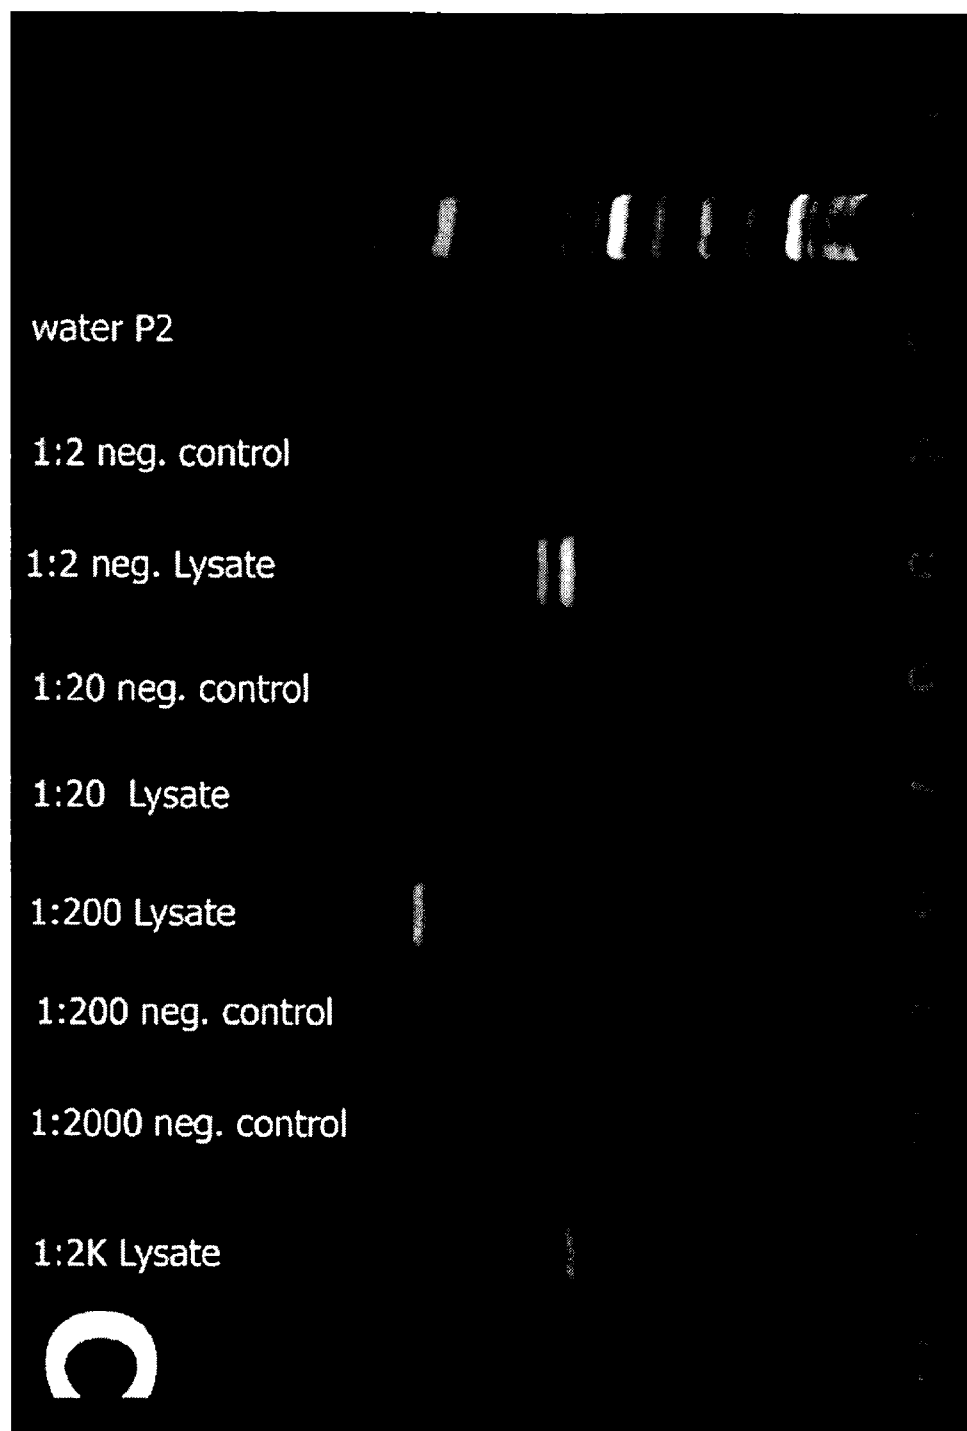 water P2
1:2 neg. control
1:2 neg. Lysate
1:20 neg. control
1:20 Lysate
1:200 Lysate
1:200 neg. control
1:2000 neg. control
1:2K Lysate
C